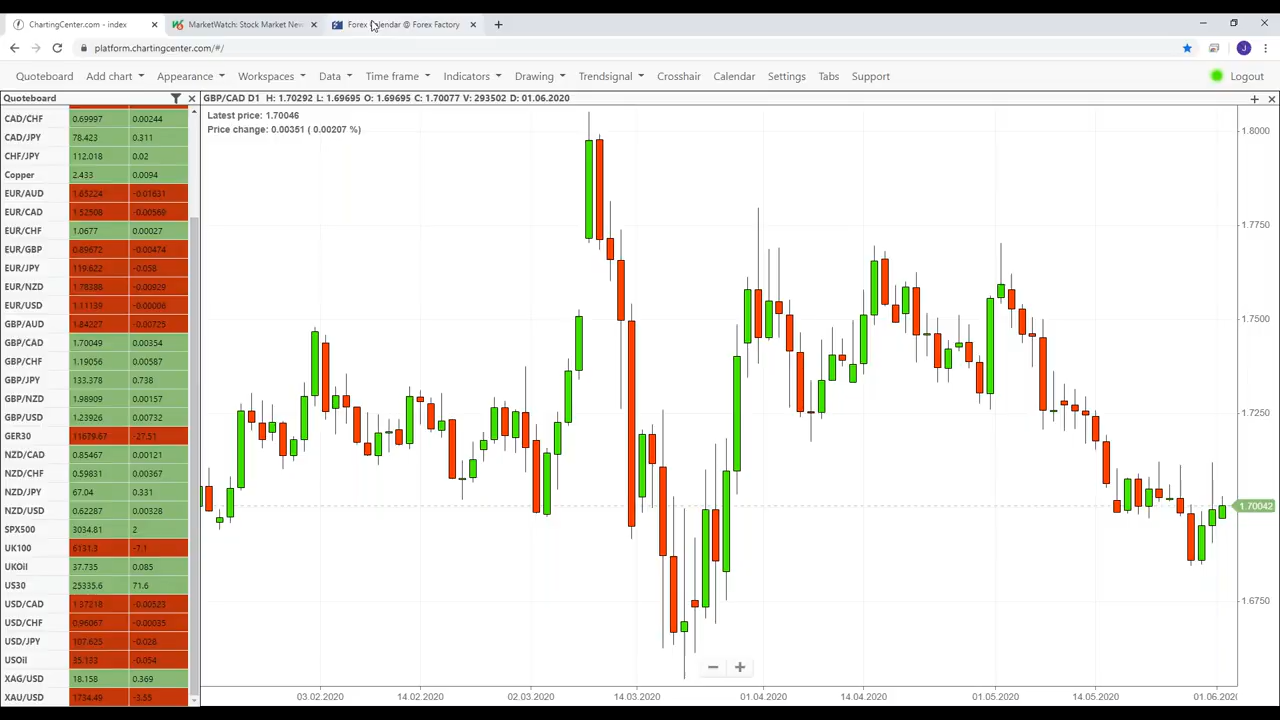 ChartingCenter.com - index
MarketWatch: Stock Market New
Forex Calendar @ Forex Factory
platform.chartingcenter.com/#/
J
Quoteboard Add chart Appearance Workspaces Data Time frame Indicators Drawing Trendsignal Crosshair Calendar Settings Tabs Support Logout
Quoteboard
CAD/CHF 0.69997 0.00244
CAD/JPY 78.423 0.311
CHF/JPY 112.018 0.02
Copper 2.433 0.0094
EUR/AUD 1.65224 -0.01631
EUR/CAD 1.52508 -0.00569
EUR/CHF 1.0677 0.00027
EUR/GBP 0.89672 -0.00474
EUR/JPY 119.622 -0.058
EUR/NZD 1.78388 -0.00929
EUR/USD 1.11139 -0.00006
GBP/AUD 1.84227 -0.00725
GBP/CAD 1.70049 0.00354
GBP/CHF 1.19056 0.00587
GBP/JPY 133.378 0.738
GBP/NZD 1.98909 0.00157
GBP/USD 1.23926 0.00732
GER30 11679.67 -27.51
NZD/CAD 0.85467 0.00121
NZD/CHF 0.59831 0.00367
NZD/JPY 67.04 0.331
NZD/USD 0.62287 0.00328
SPX500 3034.81 2
UK100 6131.3 -7.1
UKOil 37.735 0.085
US30 25335.6 71.6
USD/CAD 1.37218 -0.00523
USD/CHF 0.96067 -0.00035
USD/JPY 107.625 -0.028
USOil 35.133 -0.054
XAG/USD 18.158 0.369
XAU/USD 1734.49 -3.55
GBP/CAD D1 H: 1.70292 L: 1.69695 O: 1.69695 C: 1.70077 V: 293502 D: 01.06.2020
Latest price: 1.70046
Price change: 0.00351 ( 0.00207 %)
1.8000
1.7750
1.7500
1.7250
1.70042
1.6750
03.02.2020 14.02.2020 02.03.2020 14.03.2020 01.04.2020 14.04.2020 01.05.2020 14.05.2020 01.06.2020